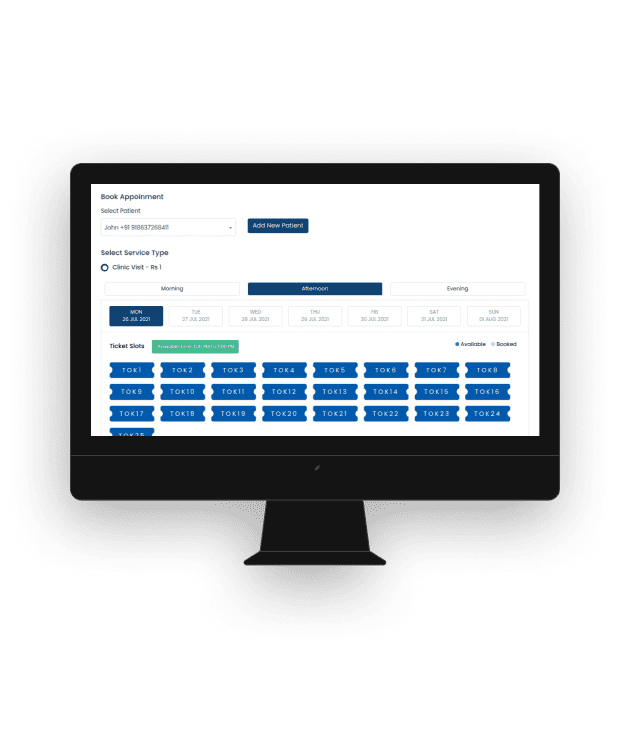 Book Appoinment
Select Patient
John +91 918637268411
Add New Patient
Select Service Type
Clinic Visit - Rs 1
Morning Afternoon Evening
MON TUE WED THU FRI SAT SUN
26 JUL 2021 27 JUL 2021 28 JUL 2021 29 JUL 2021 30 JUL 2021 31 JUL 2021 01 AUG 2021
Ticket Slots
Available Booked
TOK1 TOK2 TOK3 TOK4 TOK5 TOK6 TOK7 TOK8
TOK9 TOK10 TOK11 TOK12 TOK13 TOK14 TOK15 TOK16
TOK17 TOK18 TOK19 TOK20 TOK21 TOK22 TOK23 TOK24
TOK25